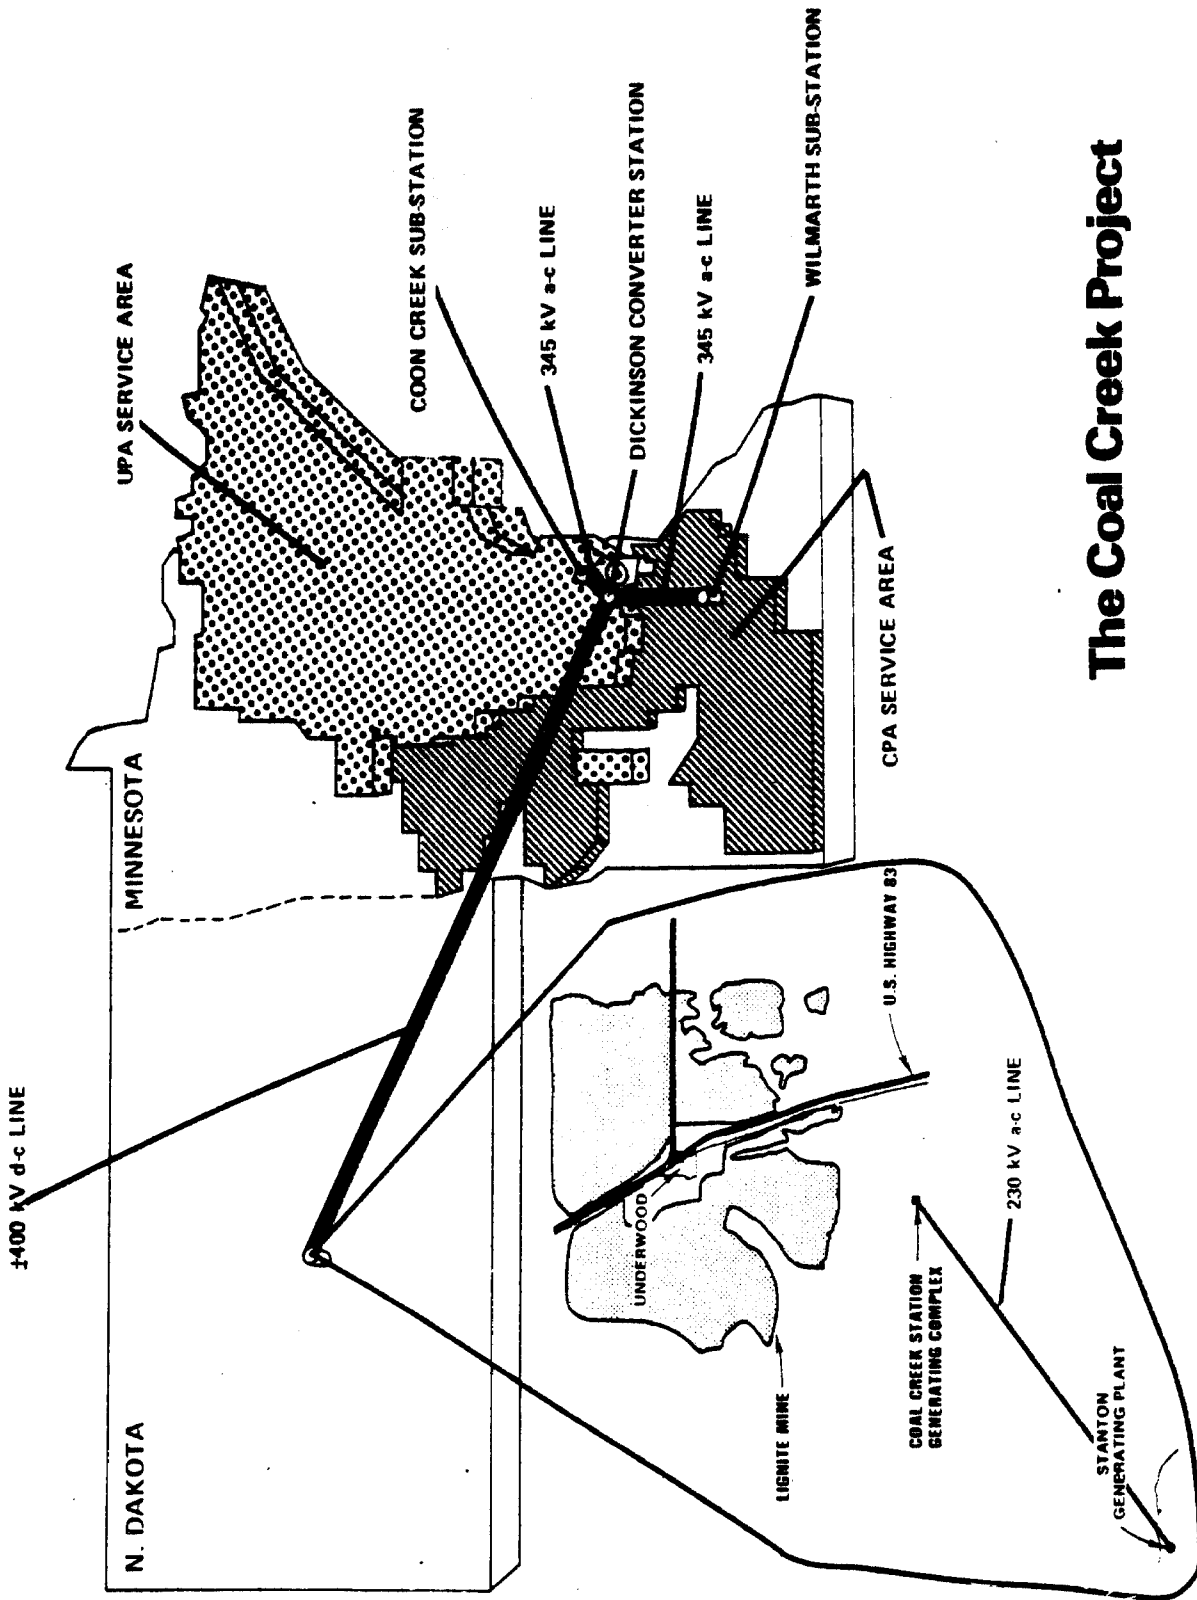 ±400 kV d-c LINE
N. DAKOTA
MINNESOTA
UPA SERVICE AREA
COON CREEK SUB-STATION
345 kV a-c LINE
DICKINSON CONVERTER STATION
345 kV a-c LINE
WILMARTH SUB-STATION
CPA SERVICE AREA
UNDERWOOD
U.S. HIGHWAY 83
LIGNITE MINE
COAL CREEK STATION
GENERATING COMPLEX
230 kV a-c LINE
STANTON
GENERATING PLANT
The Coal Creek Project